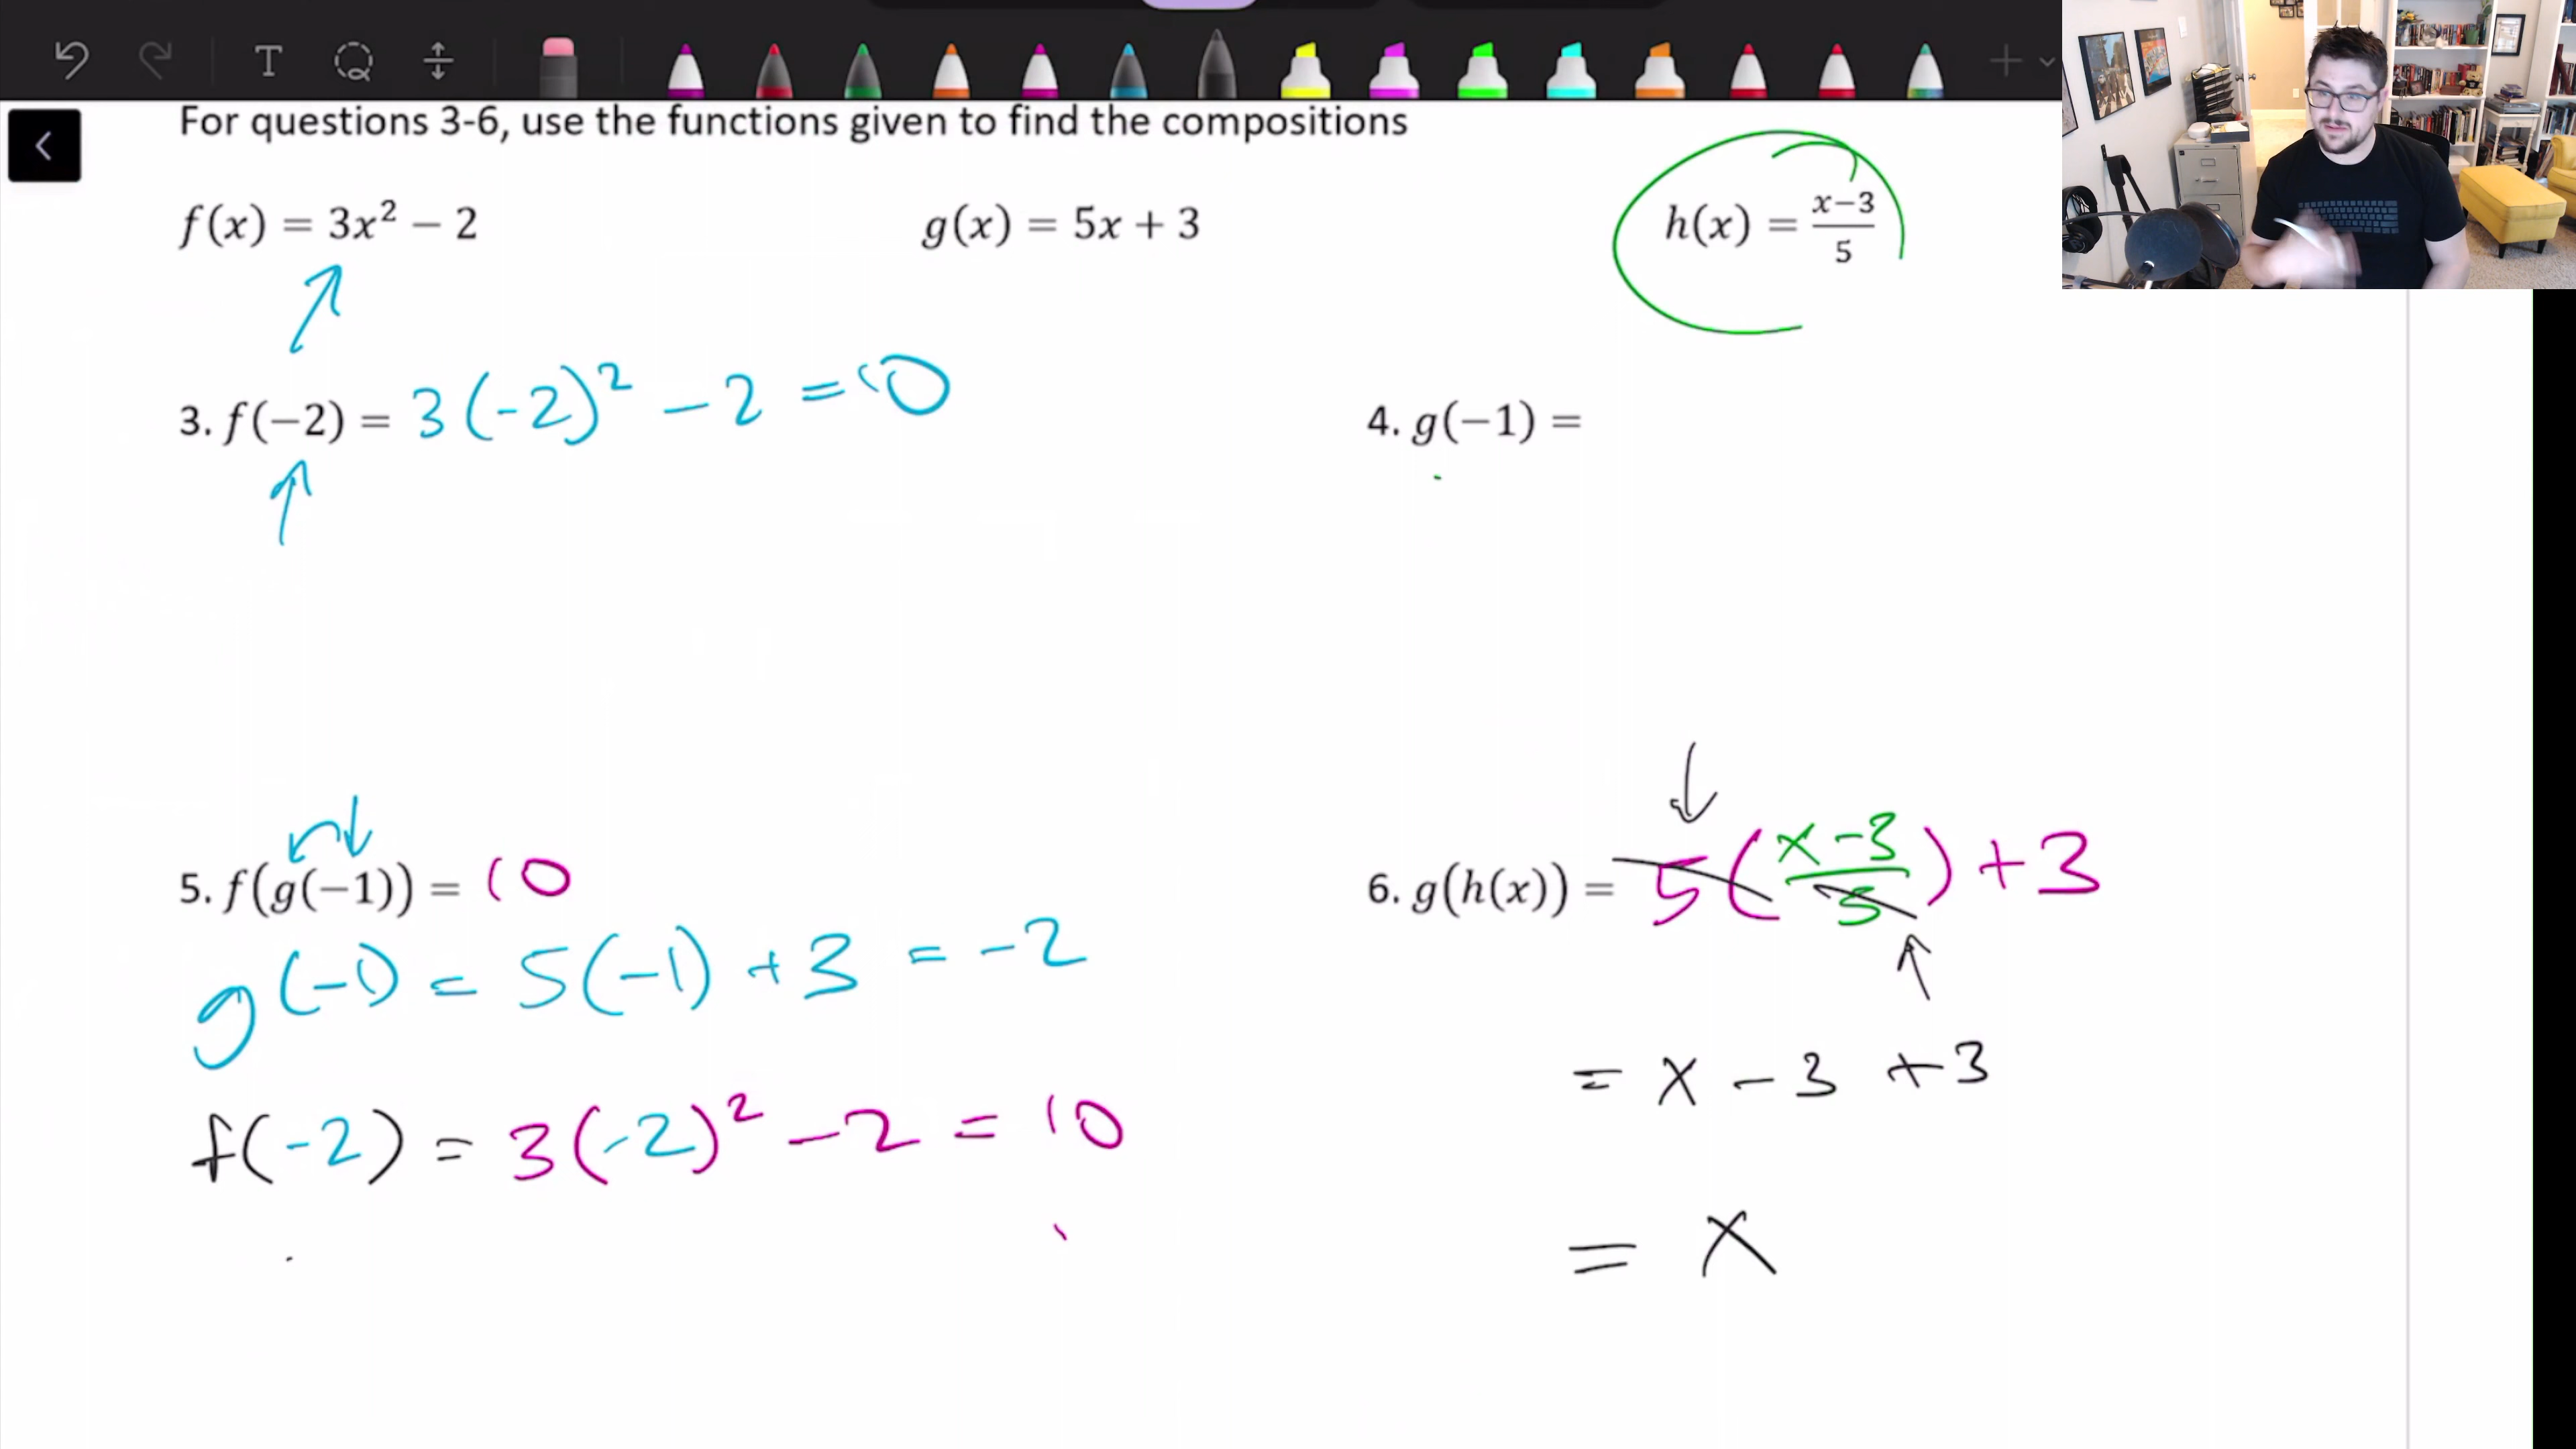 For questions 3-6, use the functions given to find the compositions
f(x) = 3x² − 2
g(x) = 5x + 3
h(x) = (x−3)/5
3. f(−2) = 3(-2)² - 2 = 10
4. g(−1) =
5. f(g(−1)) = 10
g(-1) = 5(-1) + 3 = -2
f(-2) = 3(-2)² - 2 = 10
6. g(h(x)) = 5(x-3/5) + 3
= x - 3 + 3
= x